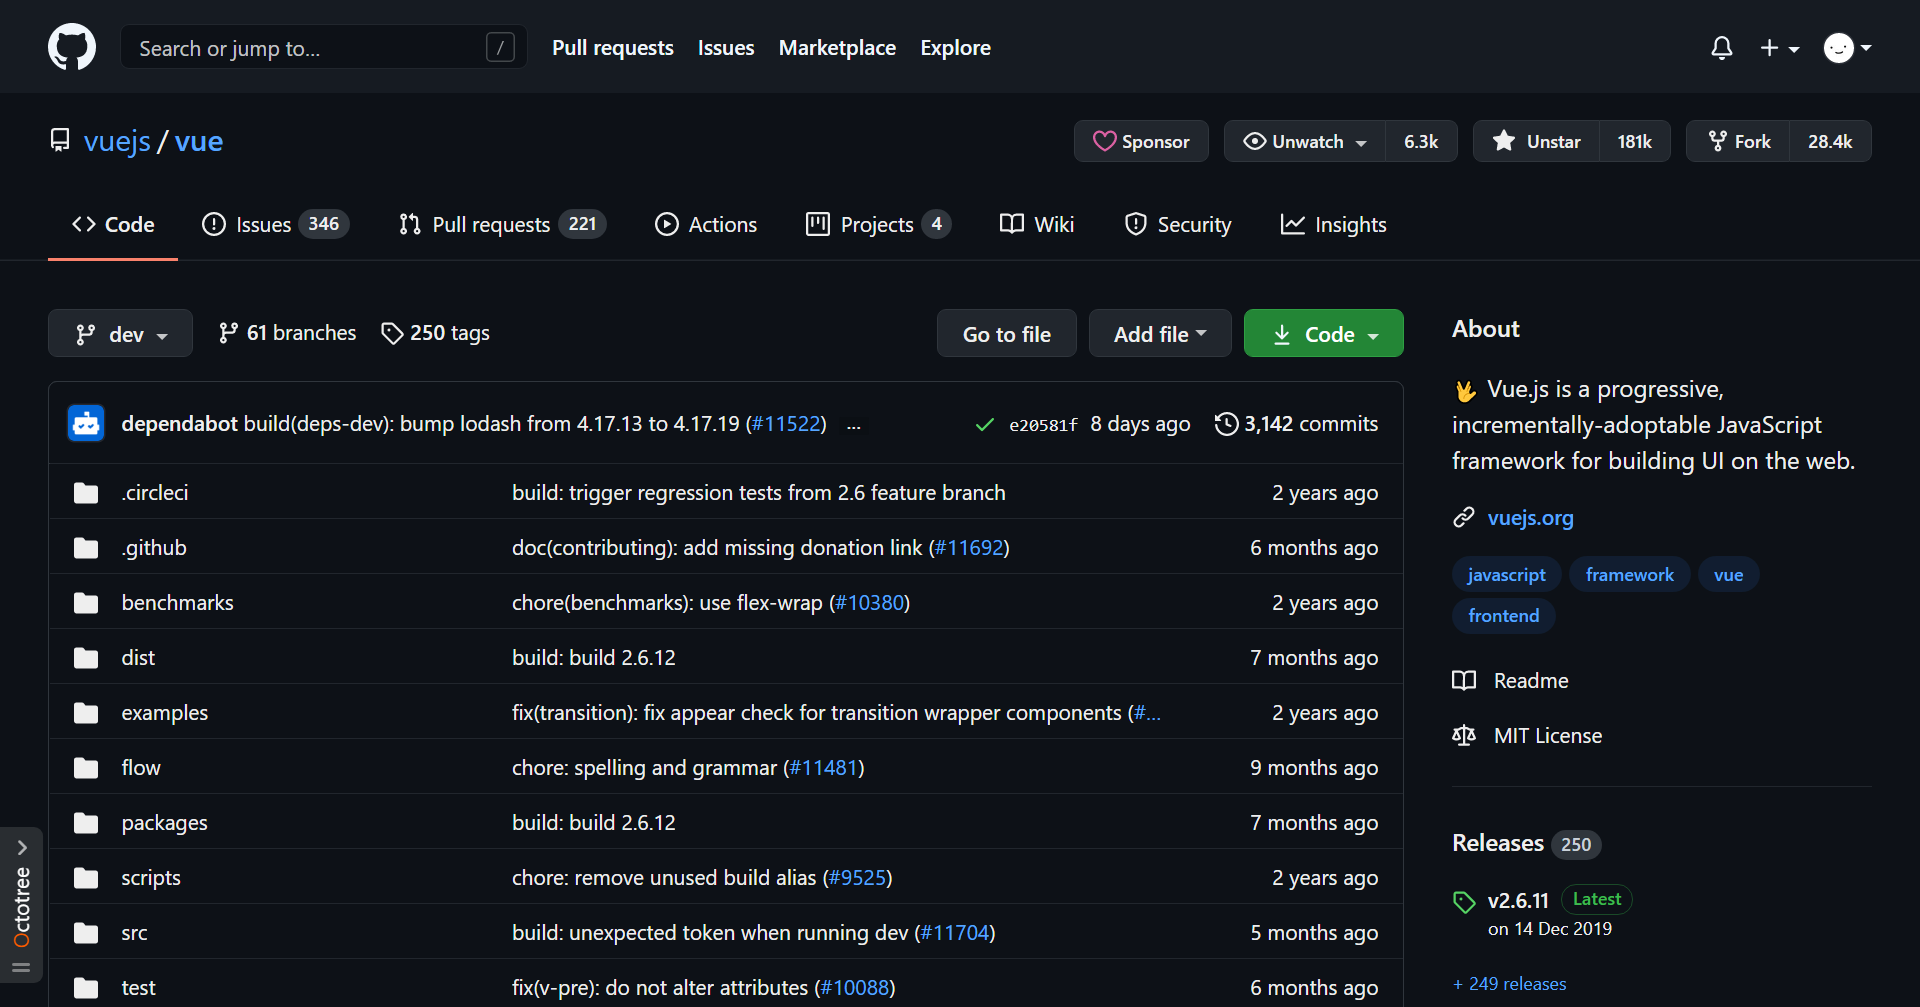 Search or jump to... /
Pull requests Issues Marketplace Explore
vuejs / vue
Sponsor Unwatch 6.3k Unstar 181k Fork 28.4k
Code Issues 346 Pull requests 221 Actions Projects 4 Wiki Security Insights
dev 61 branches 250 tags Go to file Add file Code
dependabot build(deps-dev): bump lodash from 4.17.13 to 4.17.19 (#11522) ... e20581f 8 days ago 3,142 commits
.circleci build: trigger regression tests from 2.6 feature branch 2 years ago
.github doc(contributing): add missing donation link (#11692) 6 months ago
benchmarks chore(benchmarks): use flex-wrap (#10380) 2 years ago
dist build: build 2.6.12 7 months ago
examples fix(transition): fix appear check for transition wrapper components (#... 2 years ago
flow chore: spelling and grammar (#11481) 9 months ago
packages build: build 2.6.12 7 months ago
scripts chore: remove unused build alias (#9525) 2 years ago
src build: unexpected token when running dev (#11704) 5 months ago
test fix(v-pre): do not alter attributes (#10088) 6 months ago
About
🖖 Vue.js is a progressive,
incrementally-adoptable JavaScript
framework for building UI on the web.
vuejs.org
javascript framework vue
frontend
Readme
MIT License
Releases 250
v2.6.11 Latest
on 14 Dec 2019
+ 249 releases
Octotree